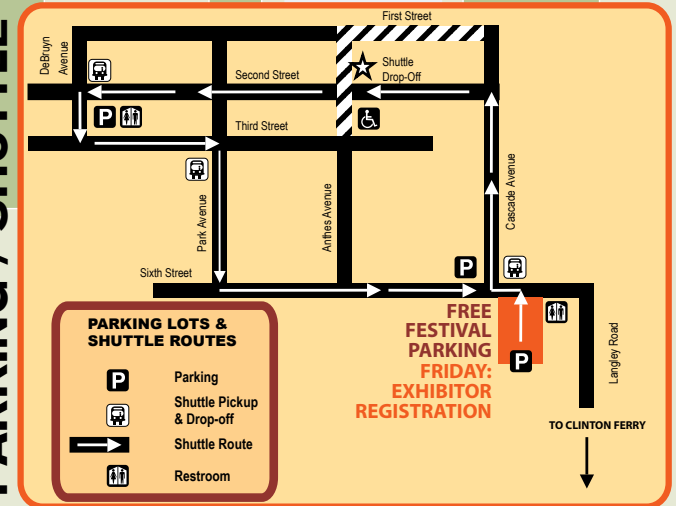 PARKING / SHUTTLE
First Street
DeBruyn
Avenue
Second Street
Shuttle
Drop-Off
P
Third Street
Park Avenue
Anthes Avenue
Cascade Avenue
Sixth Street
P
FREE
FESTIVAL
PARKING
FRIDAY:
EXHIBITOR
REGISTRATION
P
Langley Road
TO CLINTON FERRY
PARKING LOTS &
SHUTTLE ROUTES
P Parking
Shuttle Pickup
& Drop-off
Shuttle Route
Restroom